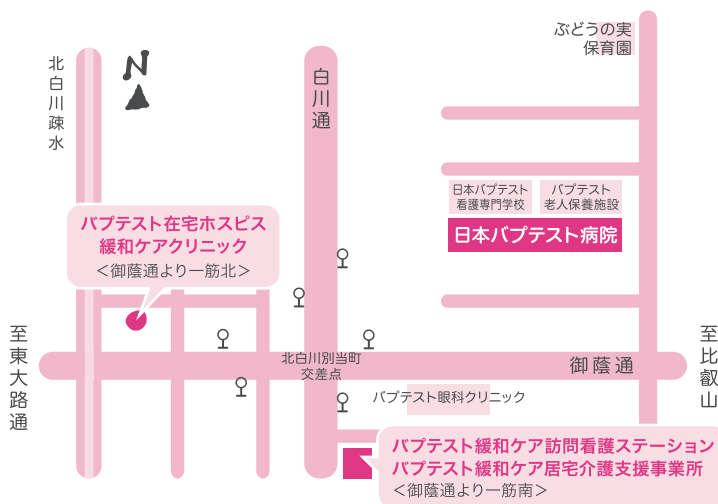 ぶどうの実
保育園
N
北白川疏水
白川通
日本バプテスト
看護専門学校
バプテスト
老人保養施設
日本バプテスト病院
バプテスト在宅ホスピス
緩和ケアクリニック
＜御蔭通より一筋北＞
至東大路通
北白川別当町
交差点
御蔭通
至比叡山
バプテスト眼科クリニック
バプテスト緩和ケア訪問看護ステーション
バプテスト緩和ケア居宅介護支援事業所
＜御蔭通より一筋南＞